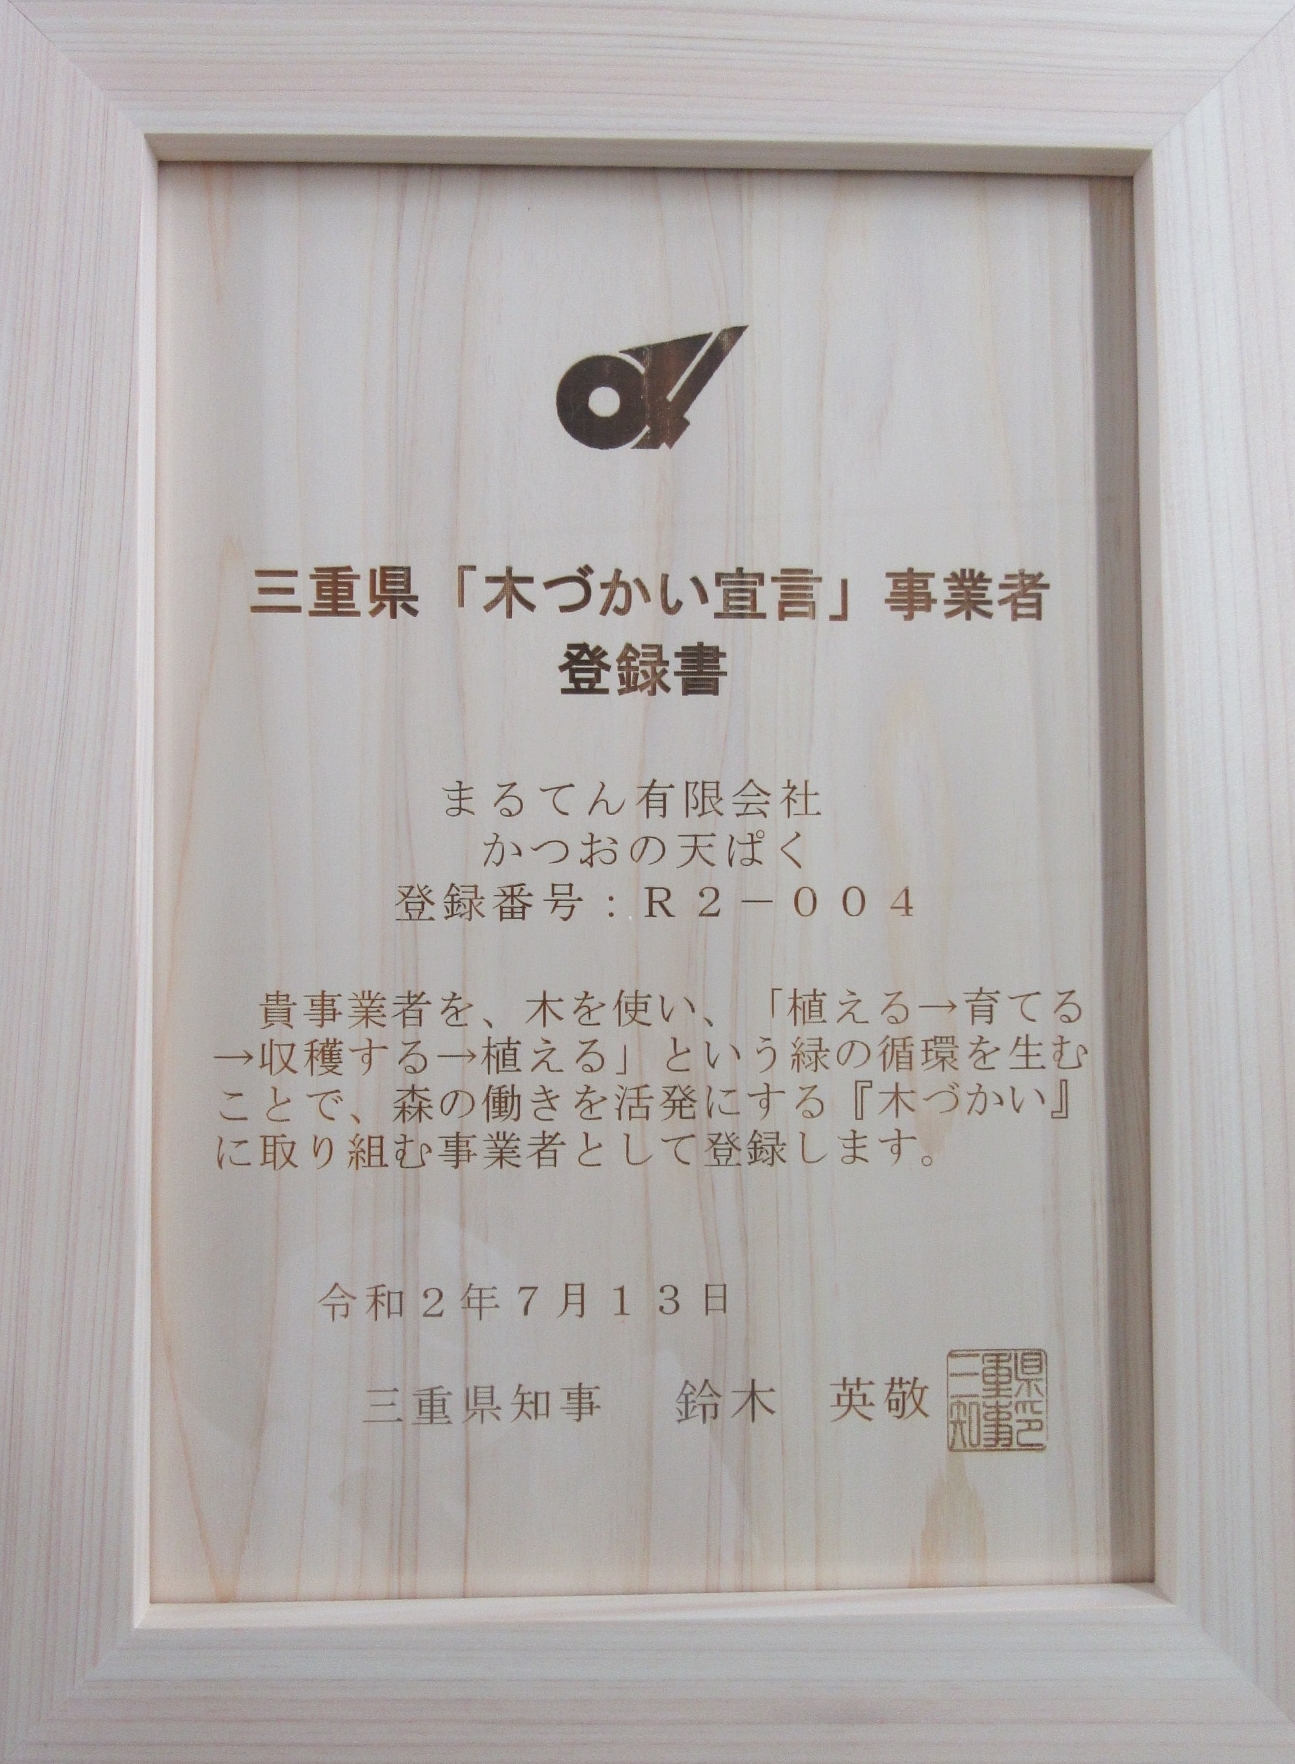 三重県「木づかい宣言」事業者
登録書
まるてん有限会社
かつおの天ぱく
登録番号：Ｒ２－００４
貴事業者を、木を使い、「植える→育てる
→収穫する→植える」という緑の循環を生む
ことで、森の働きを活発にする『木づかい』
に取り組む事業者として登録します。
令和２年７月１３日
三重県知事　鈴木　英敬
三重県知事印